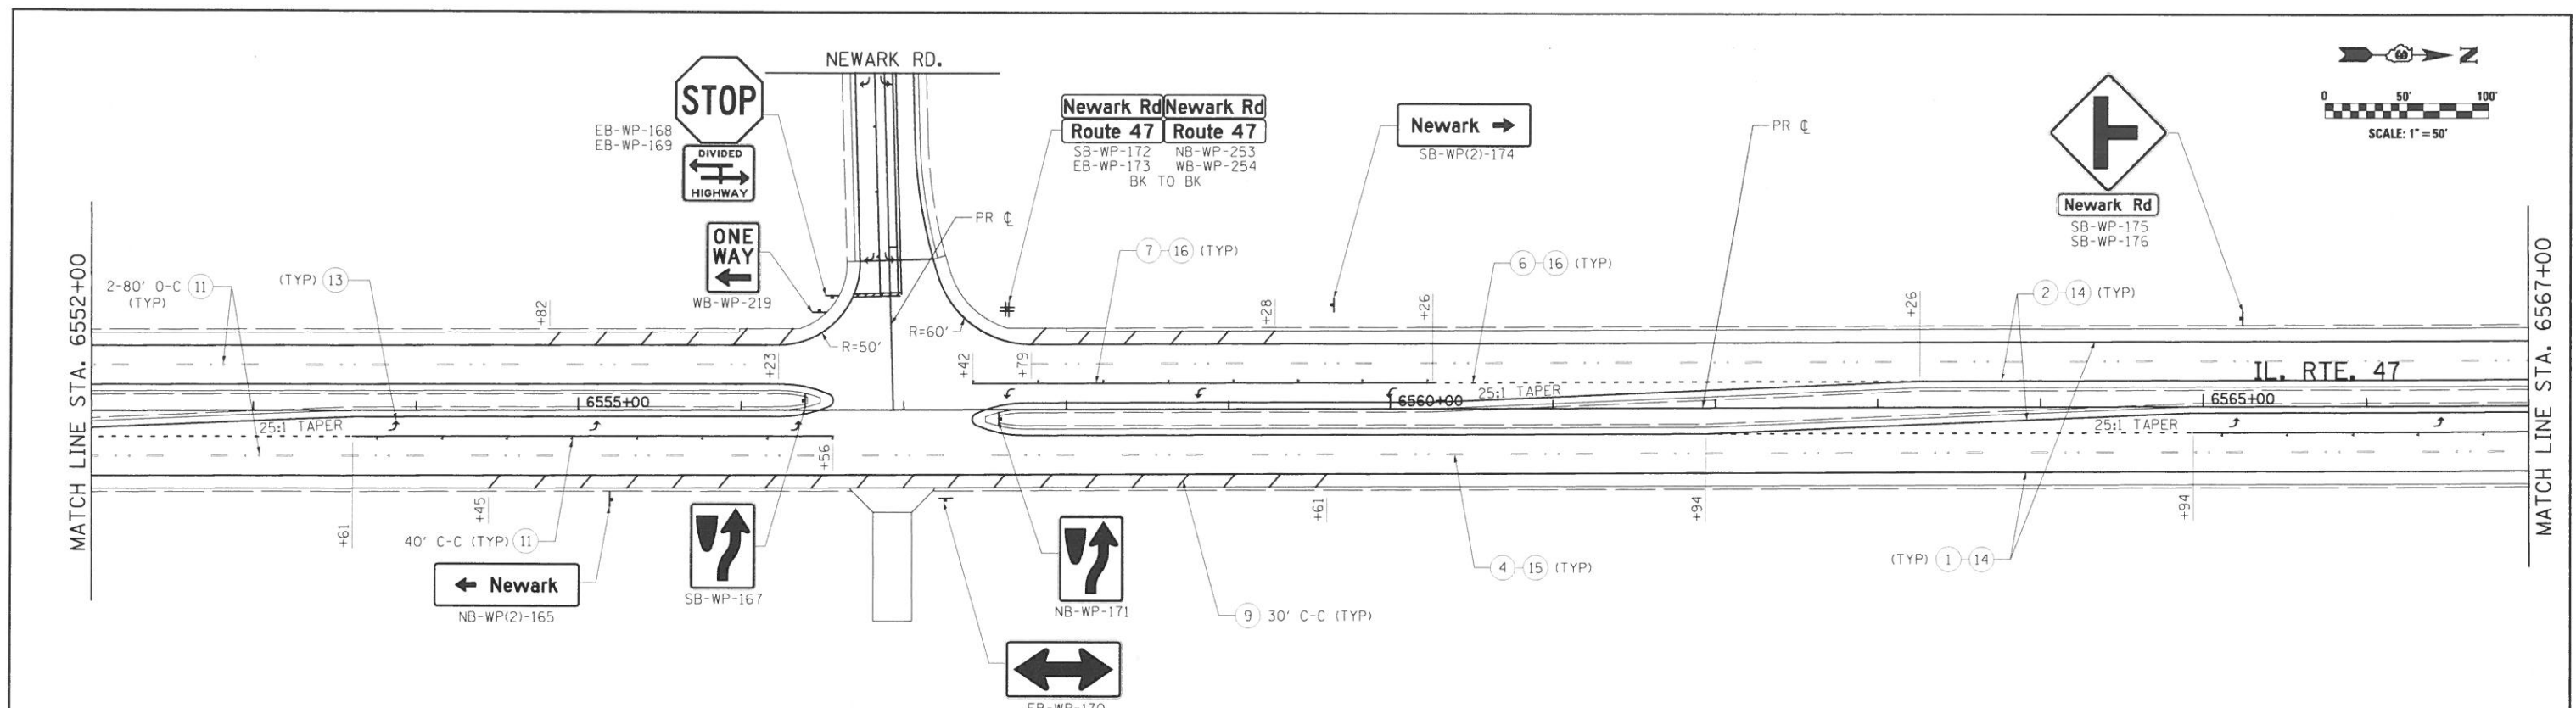 NEWARK RD.
STOP
EB-WP-168
EB-WP-169
DIVIDED
HIGHWAY
ONE
WAY
WB-WP-219
Newark Rd Newark Rd
Route 47 Route 47
SB-WP-172 NB-WP-253
EB-WP-173 WB-WP-254
BK TO BK
Newark →
SB-WP(2)-174
PR ℄
PR ℄
Newark Rd
SB-WP-175
SB-WP-176
N
0 50' 100'
SCALE: 1" = 50'
MATCH LINE STA. 6552+00
2-80' O-C 11
(TYP)
(TYP) 13
+82
7 16 (TYP)
6 16 (TYP)
2 14 (TYP)
R=50'
R=60'
+23
+42
+79
+28
+26
+26
IL. RTE. 47
MATCH LINE STA. 6567+00
6555+00
6560+00
6565+00
25:1 TAPER
25:1 TAPER
25:1 TAPER
+61
+45
+56
+61
+94
+94
40' C-C (TYP) 11
← Newark
NB-WP(2)-165
SB-WP-167
NB-WP-171
9 30' C-C (TYP)
4 15 (TYP)
(TYP) 1 14
EB-WP-170